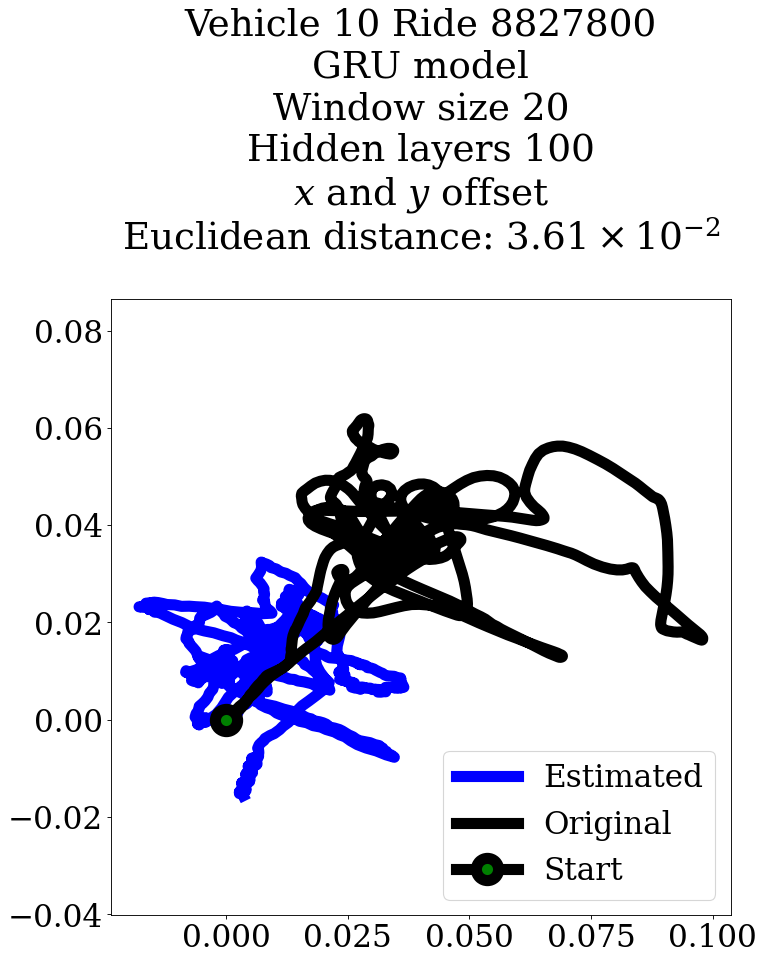 Vehicle 10 Ride 8827800
GRU model
Window size 20
Hidden layers 100
x and y offset
Euclidean distance: 3.61 × 10⁻²
0.08
0.06
0.04
0.02
0.00
−0.02
−0.04
Estimated
Original
Start
0.000 0.025 0.050 0.075 0.100